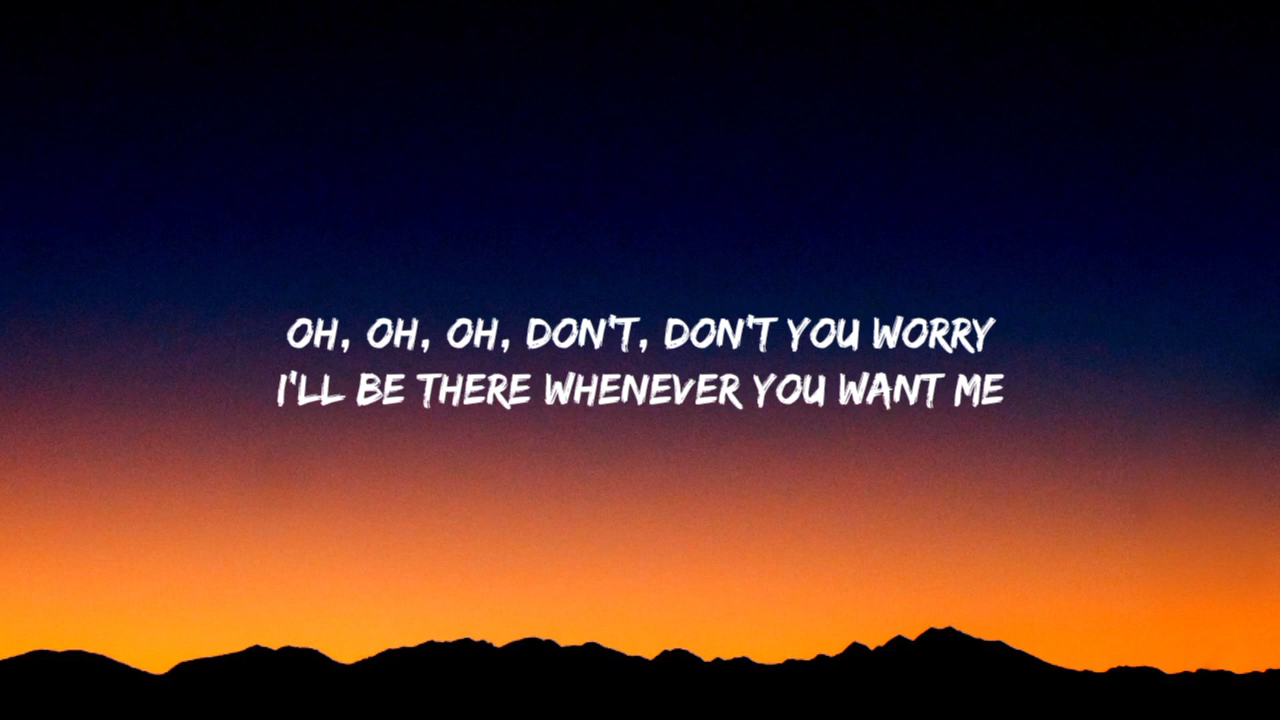 OH, OH, OH, DON'T, DON'T YOU WORRY
I'LL BE THERE WHENEVER YOU WANT ME